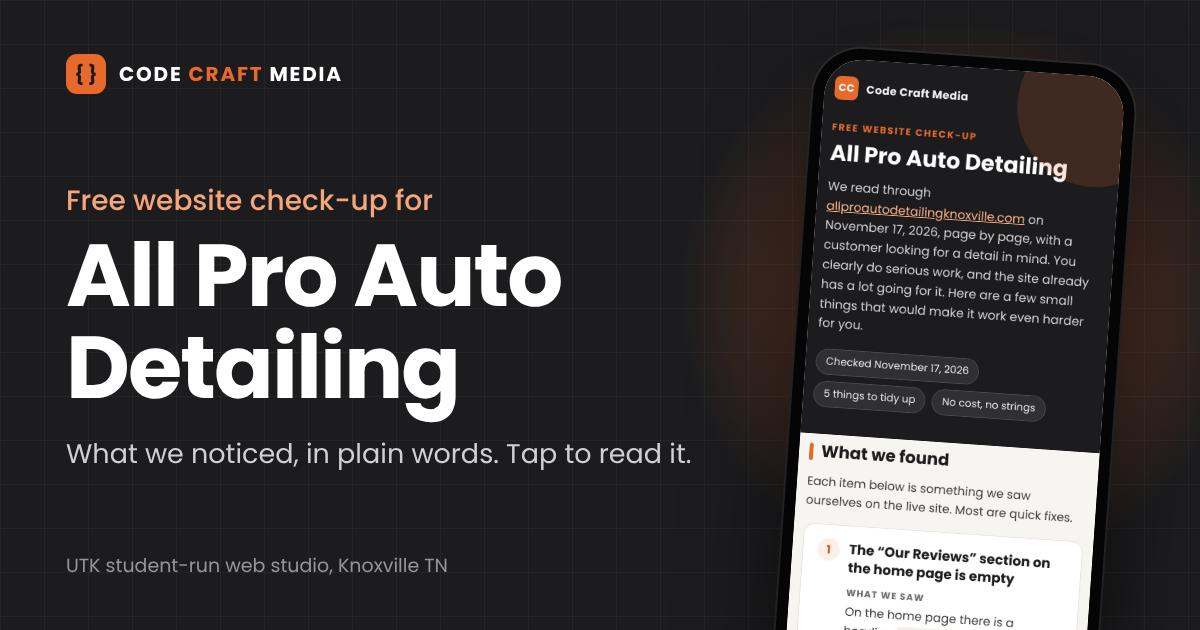 { }
CODE CRAFT MEDIA
Free website check-up for
All Pro Auto
Detailing
What we noticed, in plain words. Tap to read it.
UTK student-run web studio, Knoxville TN
CC
Code Craft Media
FREE WEBSITE CHECK-UP
All Pro Auto Detailing
We read through
allproautodetailingknoxville.com on
November 17, 2026, page by page, with a
customer looking for a detail in mind. You
clearly do serious work, and the site already
has a lot going for it. Here are a few small
things that would make it work even harder
for you.
Checked November 17, 2026
5 things to tidy up
No cost, no strings
What we found
Each item below is something we saw
ourselves on the live site. Most are quick fixes.
1
The “Our Reviews” section on
the home page is empty
WHAT WE SAW
On the home page there is a